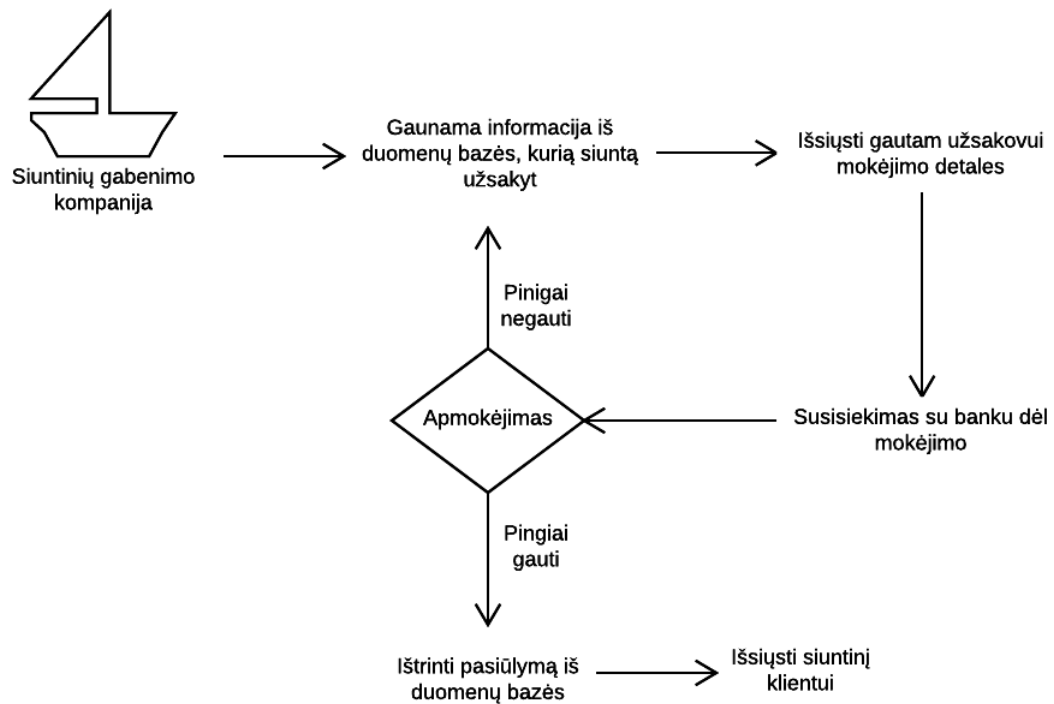 Siuntinių gabenimo
kompanija
Gaunama informacija iš
duomenų bazės, kurią siuntą
užsakyt
Išsiųsti gautam užsakovui
mokėjimo detales
Pinigai
negauti
Apmokėjimas
Susisiekimas su banku dėl
mokėjimo
Pingiai
gauti
Ištrinti pasiūlymą iš
duomenų bazės
Išsiųsti siuntinį
klientui